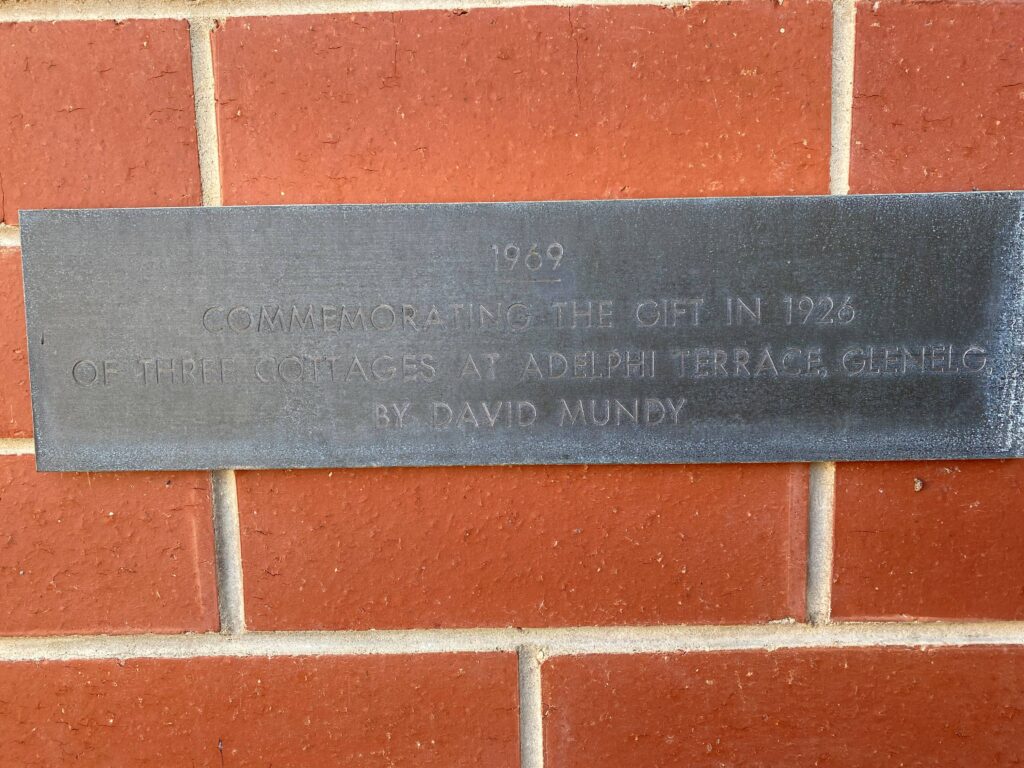 1969
COMMEMORATING THE GIFT IN 1926
OF THREE COTTAGES AT ADELPHI TERRACE, GLENELG,
BY DAVID MUNDY